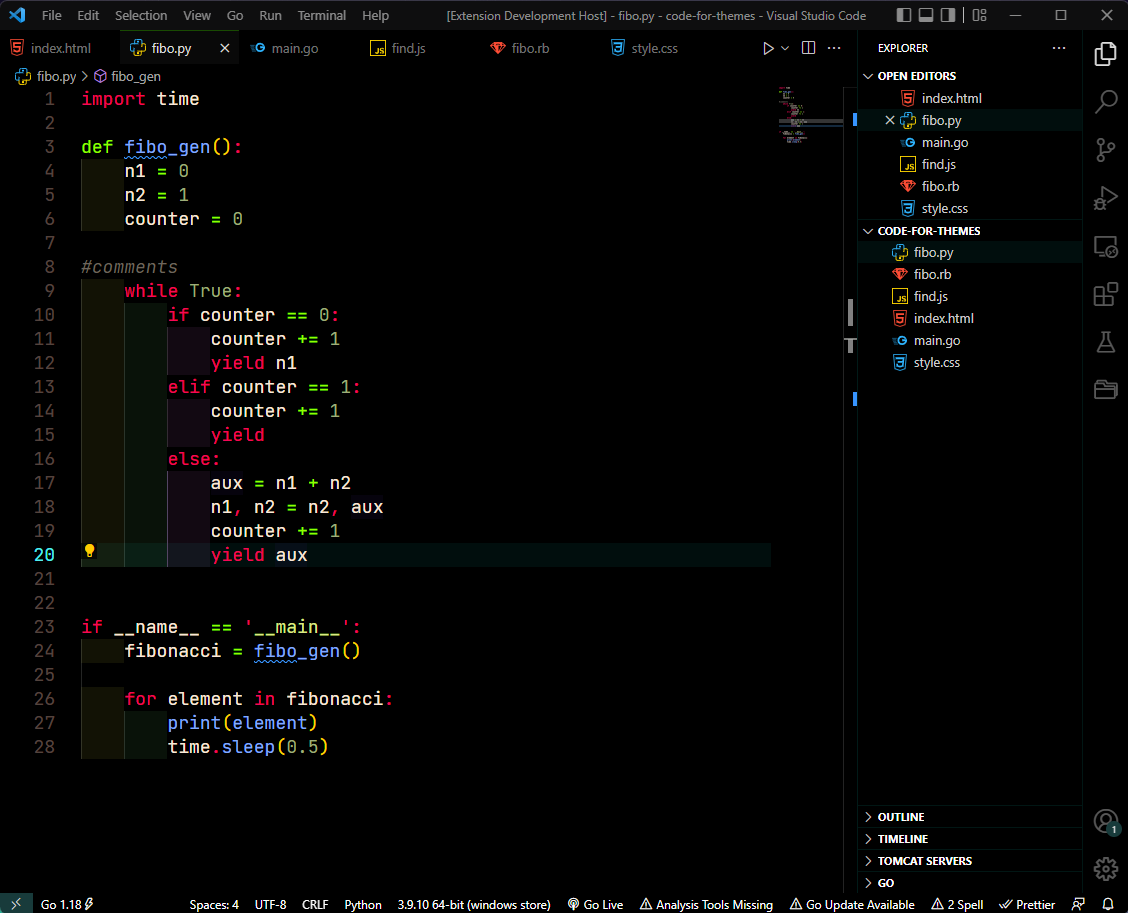 File Edit Selection View Go Run Terminal Help [Extension Development Host] - fibo.py - code-for-themes - Visual Studio Code
index.html fibo.py main.go find.js fibo.rb style.css
fibo.py > fibo_gen
1 import time
2
3 def fibo_gen():
4 n1 = 0
5 n2 = 1
6 counter = 0
7
8 #comments
9 while True:
10 if counter == 0:
11 counter += 1
12 yield n1
13 elif counter == 1:
14 counter += 1
15 yield
16 else:
17 aux = n1 + n2
18 n1, n2 = n2, aux
19 counter += 1
20 yield aux
21
22
23 if __name__ == '__main__':
24 fibonacci = fibo_gen()
25
26 for element in fibonacci:
27 print(element)
28 time.sleep(0.5)
EXPLORER
OPEN EDITORS
index.html
fibo.py
main.go
find.js
fibo.rb
style.css
CODE-FOR-THEMES
fibo.py
fibo.rb
find.js
index.html
main.go
style.css
OUTLINE
TIMELINE
TOMCAT SERVERS
GO
1
Go 1.18 Spaces: 4 UTF-8 CRLF Python 3.9.10 64-bit (windows store) Go Live Analysis Tools Missing Go Update Available 2 Spell Prettier